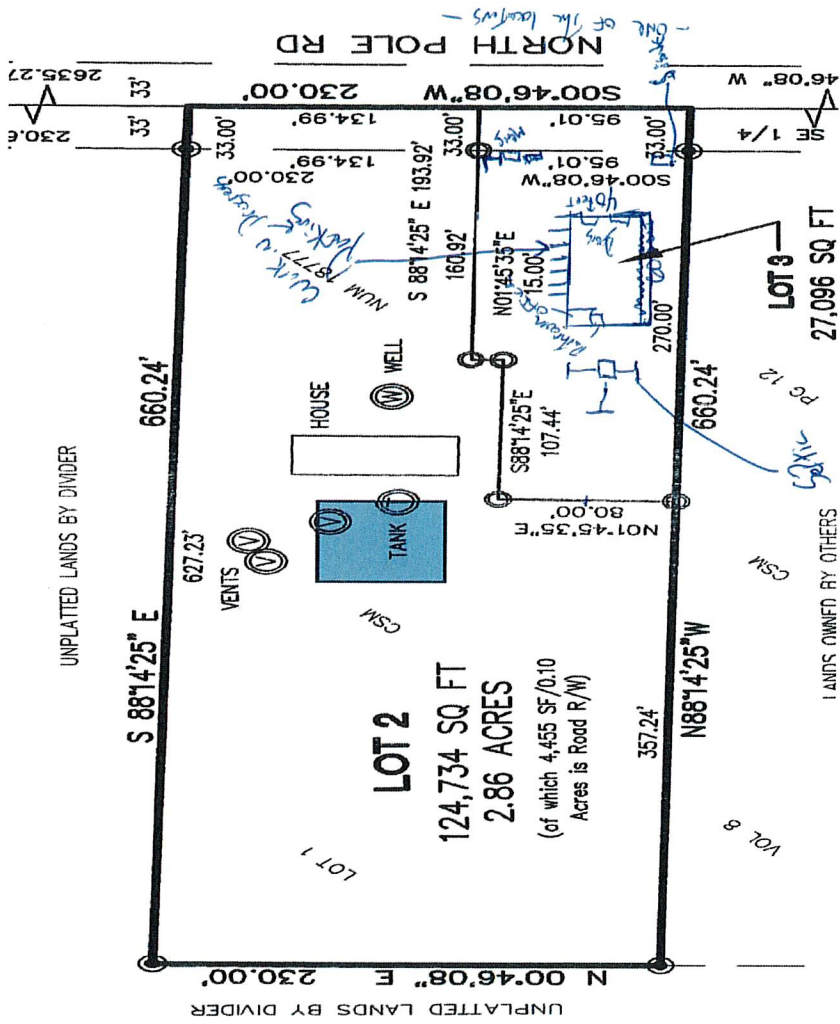 UNPLATTED LANDS BY DIVIDER
S 88°14'25" E
660.24'
627.23'
VENTS
V
V
V
TANK
HOUSE
W
WELL
CSM
LOT 1
LOT 2
124,734 SQ FT
2.86 ACRES
(of which 4,455 SF/0.10
Acres is Road R/W)
357.24'
N88°14'25"W
660.24'
VOL 8
CSM
PG 12
LANDS OWNED BY OTHERS
UNPLATTED LANDS BY DIVIDER
N 00°46'08" E
230.00'
N01°45'35"E
80.00'
S88°14'25"E
107.44'
N01°45'35"E
15.00'
S 88°14'25" E 193.92'
160.92'
33.00'
270.00'
NUM 18777
Parking
40 Feet
LOT 3
27,096 SQ FT
33.00'
230.00'
134.99'
95.01'
S00°46'08"W
33.00'
134.99'
95.01'
230.00'
S00°46'08"W
33'
33'
230.6
2635.27
46'08" W
SE 1/4
NORTH POLE RD
- ONE OF The locations -